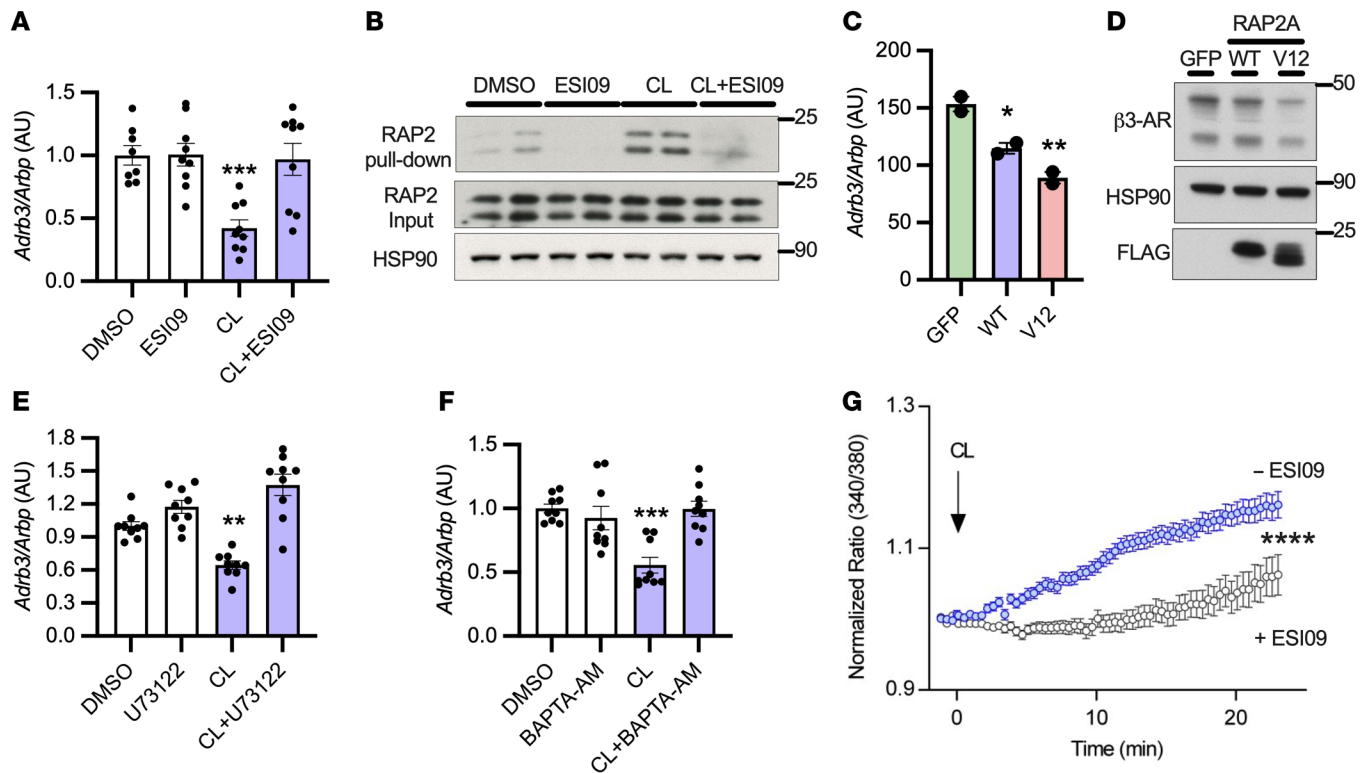 A
Adrb3/Arbp (AU)
1.5
1.0
0.5
0.0
***
DMSO
ESI09
CL
CL+ESI09
B
DMSO ESI09 CL CL+ESI09
RAP2
pull-down
25
RAP2
Input
25
HSP90
90
C
Adrb3/Arbp (AU)
200
150
100
50
0
*
**
GFP
WT
V12
D
RAP2A
GFP WT V12
50
β3-AR
HSP90
90
25
FLAG
E
Adrb3/Arbp (AU)
1.8
1.5
1.2
0.9
0.6
0.3
0.0
**
DMSO
U73122
CL
CL+U73122
F
Adrb3/Arbp (AU)
1.5
1.0
0.5
0.0
***
DMSO
BAPTA-AM
CL
CL+BAPTA-AM
G
Normalized Ratio (340/380)
1.3
1.1
0.9
CL
– ESI09
****
+ ESI09
0 10 20
Time (min)